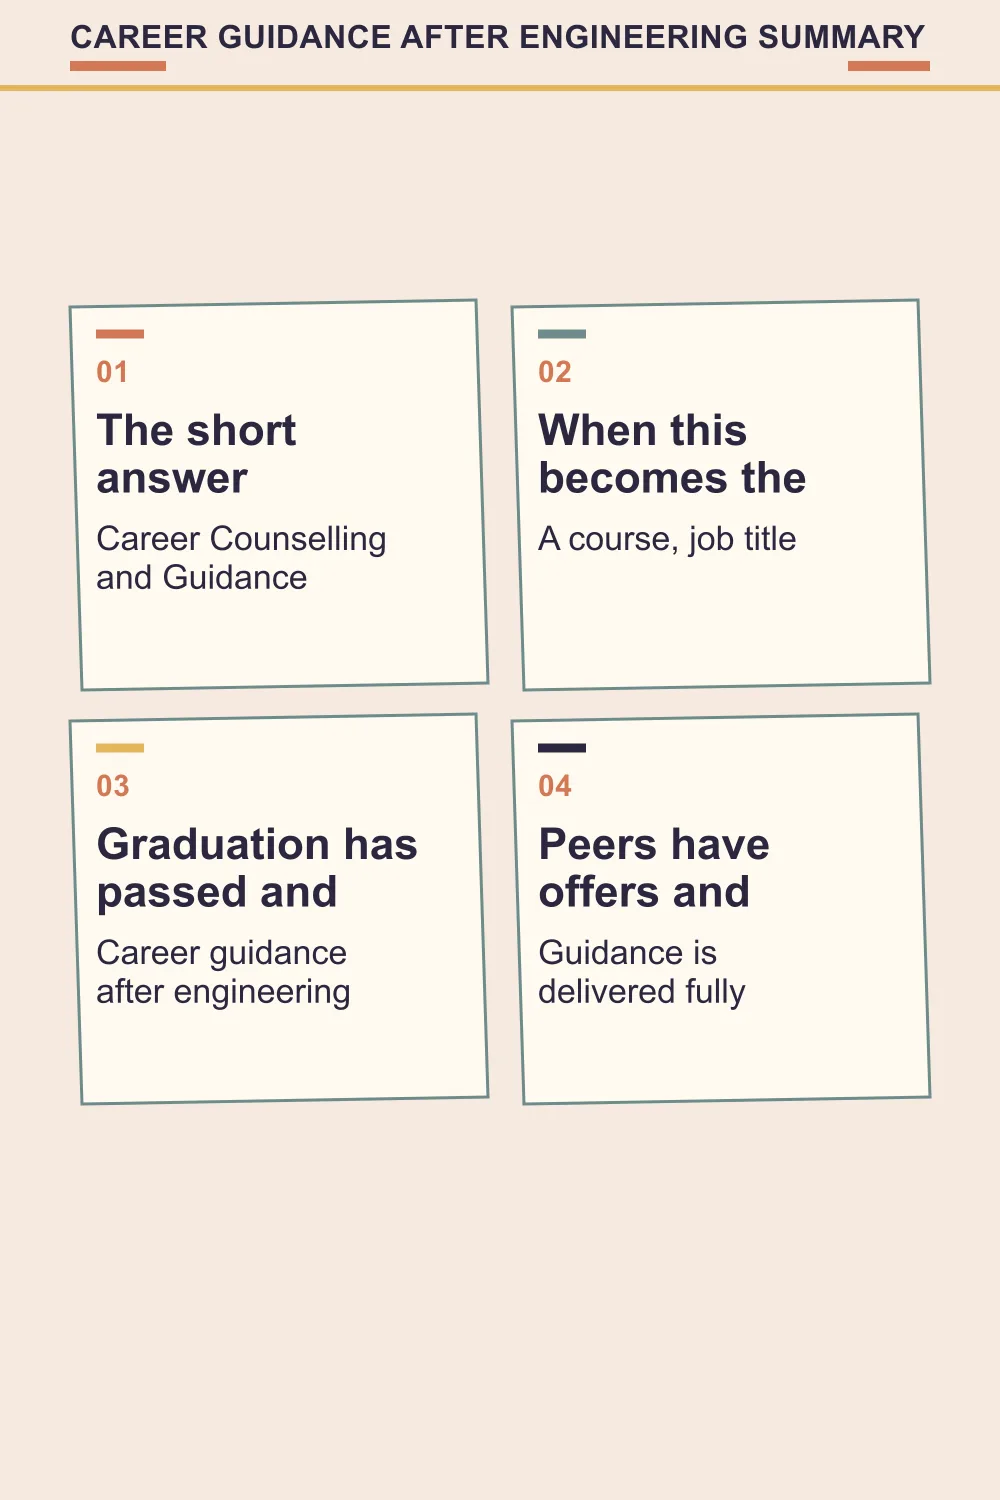 CAREER GUIDANCE AFTER ENGINEERING SUMMARY
01
The short
answer
Career Counselling
and Guidance
02
When this
becomes the
A course, job title
03
Graduation has
passed and
Career guidance
after engineering
04
Peers have
offers and
Guidance is
delivered fully